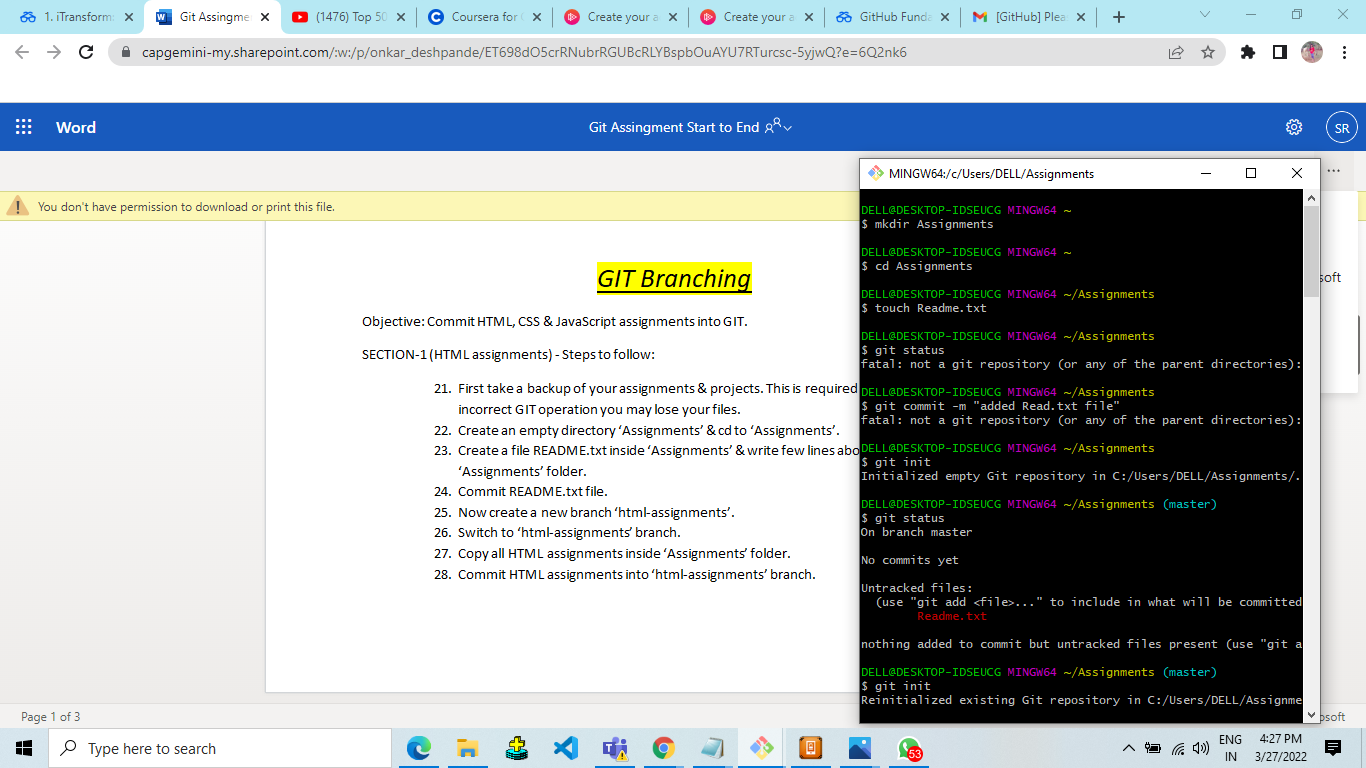 1. iTransform:
Git Assingmen
(1476) Top 50
Coursera for
Create your a
Create your a
GitHub Funda
[GitHub] Plea
capgemini-my.sharepoint.com/:w:/p/onkar_deshpande/ET698dO5crRNubrRGUBcRLYBspbOuAYU7RTurcsc-5yjwQ?e=6Q2nk6
Word
Git Assingment Start to End
SR
You don't have permission to download or print this file.
GIT Branching
Objective: Commit HTML, CSS & JavaScript assignments into GIT.
SECTION-1 (HTML assignments) - Steps to follow:
21. First take a backup of your assignments & projects. This is required
incorrect GIT operation you may lose your files.
22. Create an empty directory ‘Assignments’ & cd to ‘Assignments’.
23. Create a file README.txt inside ‘Assignments’ & write few lines abo
‘Assignments’ folder.
24. Commit README.txt file.
25. Now create a new branch ‘html-assignments’.
26. Switch to ‘html-assignments’ branch.
27. Copy all HTML assignments inside ‘Assignments’ folder.
28. Commit HTML assignments into ‘html-assignments’ branch.
Page 1 of 3
MINGW64:/c/Users/DELL/Assignments
DELL@DESKTOP-IDSEUCG MINGW64 ~
$ mkdir Assignments
DELL@DESKTOP-IDSEUCG MINGW64 ~
$ cd Assignments
DELL@DESKTOP-IDSEUCG MINGW64 ~/Assignments
$ touch Readme.txt
DELL@DESKTOP-IDSEUCG MINGW64 ~/Assignments
$ git status
fatal: not a git repository (or any of the parent directories):
DELL@DESKTOP-IDSEUCG MINGW64 ~/Assignments
$ git commit -m "added Read.txt file"
fatal: not a git repository (or any of the parent directories):
DELL@DESKTOP-IDSEUCG MINGW64 ~/Assignments
$ git init
Initialized empty Git repository in C:/Users/DELL/Assignments/.
DELL@DESKTOP-IDSEUCG MINGW64 ~/Assignments (master)
$ git status
On branch master
No commits yet
Untracked files:
(use "git add <file>..." to include in what will be committed
Readme.txt
nothing added to commit but untracked files present (use "git a
DELL@DESKTOP-IDSEUCG MINGW64 ~/Assignments (master)
$ git init
Reinitialized existing Git repository in C:/Users/DELL/Assignme
soft
osoft
Type here to search
53
ENG
IN
4:27 PM
3/27/2022